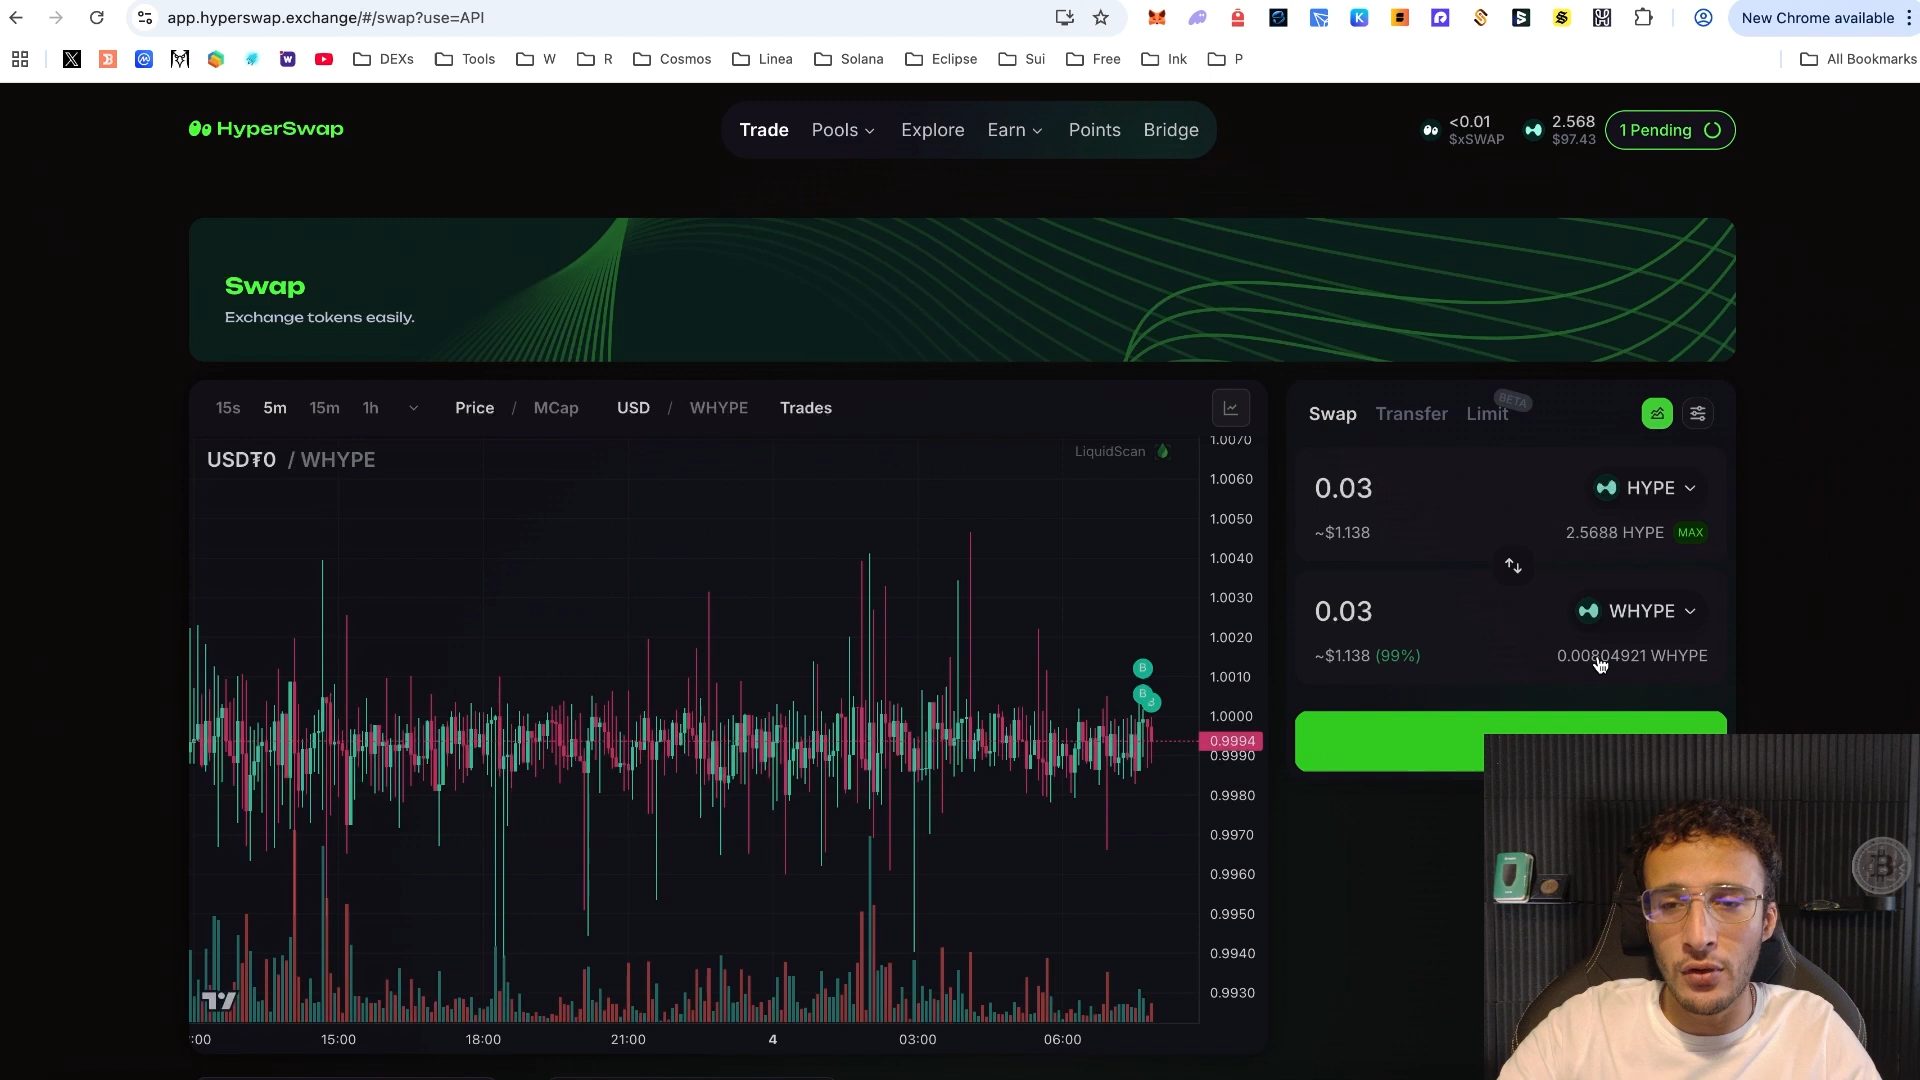 app.hyperswap.exchange/#/swap?use=API
New Chrome available
DEXs
Tools
W
R
Cosmos
Linea
Solana
Eclipse
Sui
Free
Ink
P
All Bookmarks
HyperSwap
Trade
Pools
Explore
Earn
Points
Bridge
<0.01
$xSWAP
2.568
$97.43
1 Pending
Swap
Exchange tokens easily.
15s
5m
15m
1h
Price / MCap
USD / WHYPE
Trades
USD₮0 / WHYPE
LiquidScan
1.0070
1.0060
1.0050
1.0040
1.0030
1.0020
1.0010
1.0000
0.9994
0.9990
0.9980
0.9970
0.9960
0.9950
0.9940
0.9930
:00
15:00
18:00
21:00
4
03:00
06:00
B
B
Swap
Transfer
Limit
BETA
0.03
HYPE
~$1.138
2.5688 HYPE
MAX
0.03
WHYPE
~$1.138 (99%)
0.00804921 WHYPE